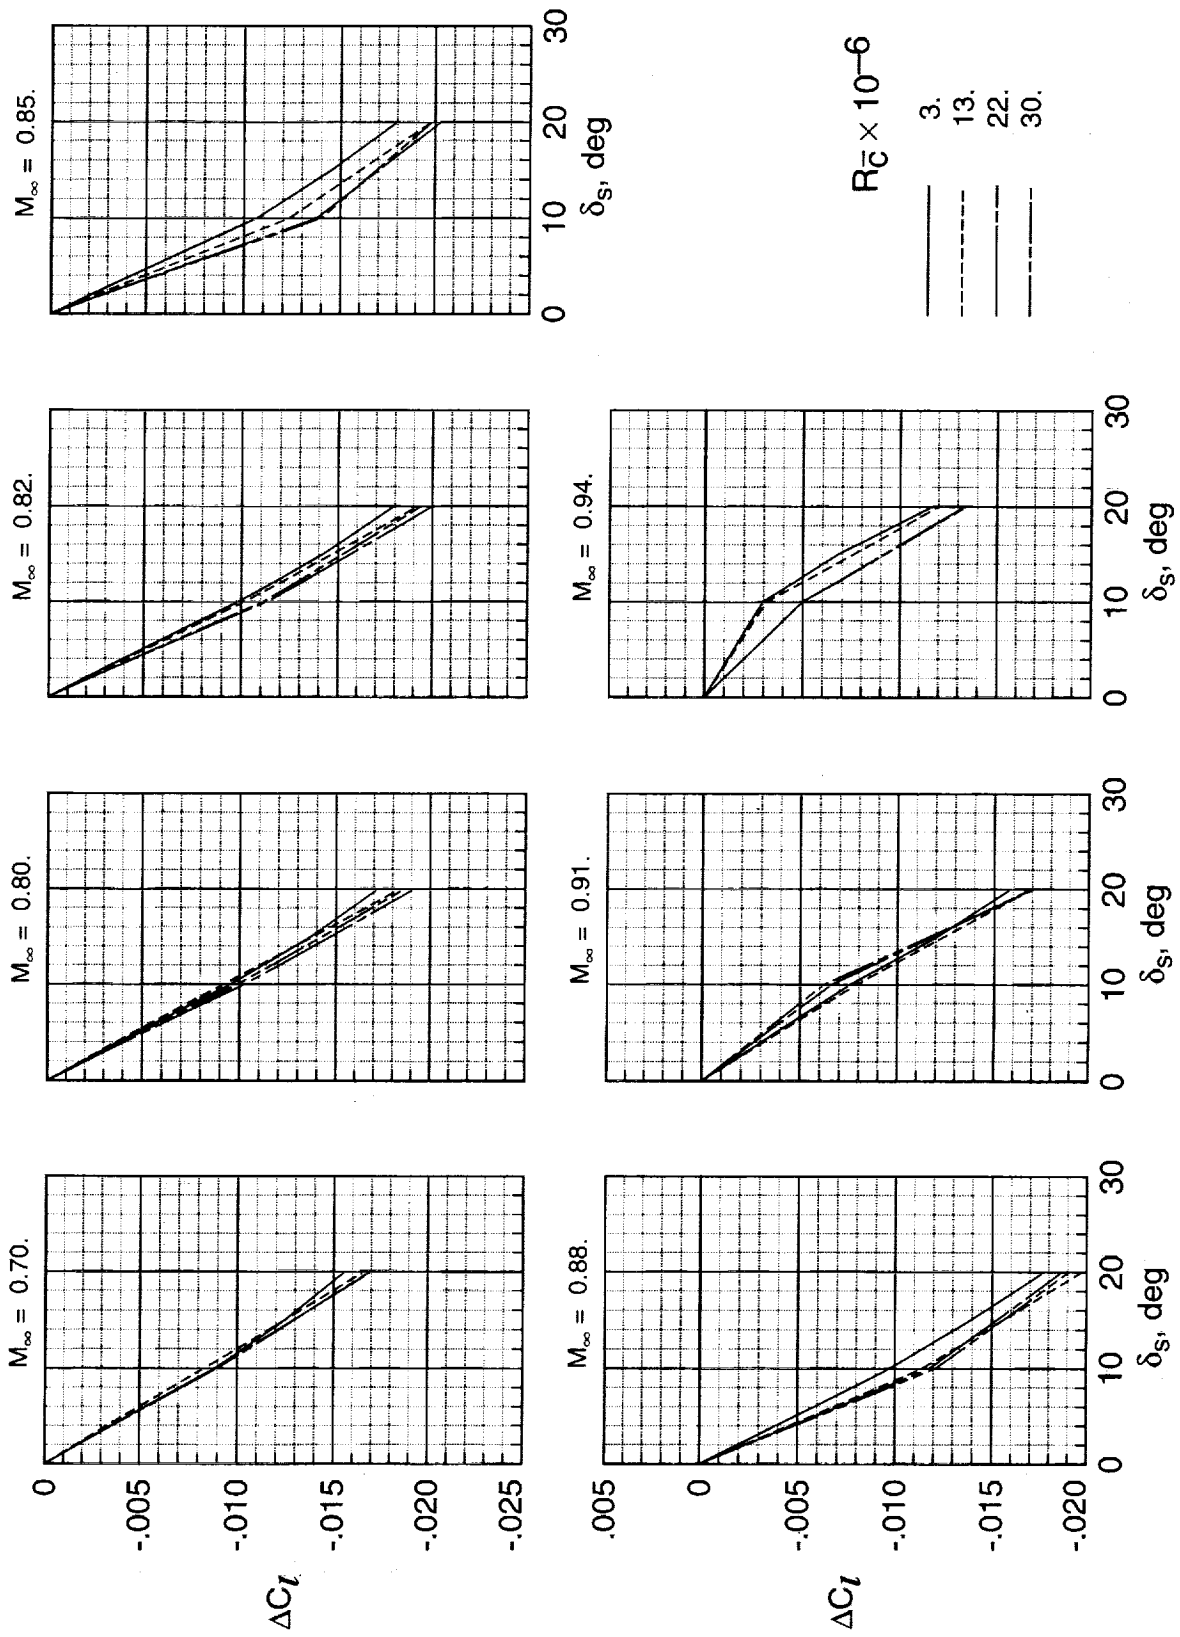 M∞ = 0.70.
M∞ = 0.80.
M∞ = 0.82.
M∞ = 0.85.
0
-.005
-.010
-.015
-.020
-.025
ΔCl
0 10 20 30
δs, deg
M∞ = 0.88.
M∞ = 0.91.
M∞ = 0.94.
.005
0
-.005
-.010
-.015
-.020
ΔCl
0 10 20 30
δs, deg
0 10 20 30
δs, deg
0 10 20 30
δs, deg
Rc̄ × 10–6
3.
13.
22.
30.